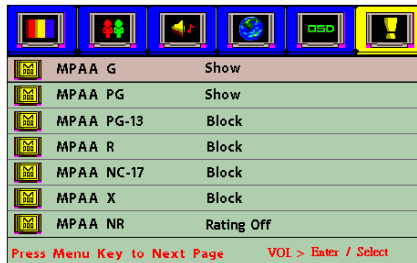 OSD
MPAA G Show
MPAA PG Show
MPAA PG-13 Block
MPAA R Block
MPAA NC-17 Block
MPAA X Block
MPAA NR Rating Off
Press Menu Key to Next Page VOL > Enter / Select